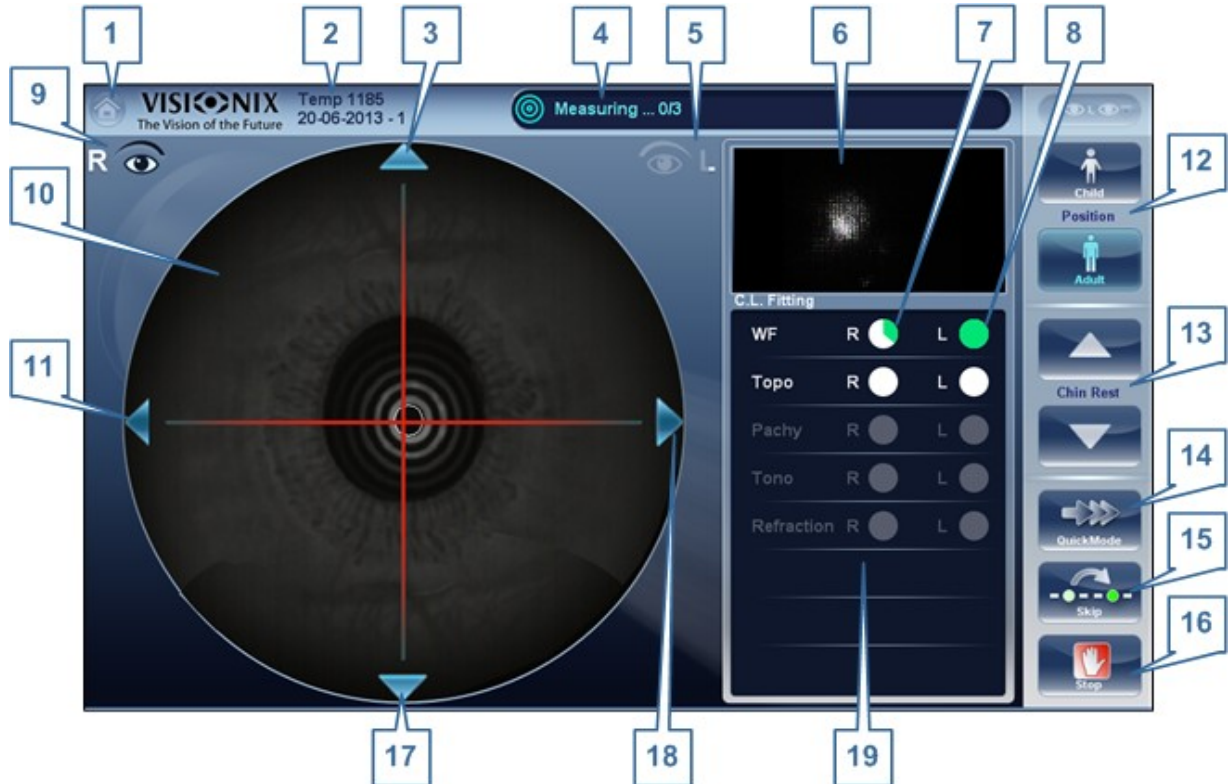 1
2
3
4
5
6
7
8
9
VISIONIX
The Vision of the Future
Temp 1185
20-06-2013 - 1
Measuring ... 0/3
L
R
L
10
11
C.L. Fitting
WF R L
Topo R L
Pachy R L
Tono R L
Refraction R L
Child
Position
Adult
12
Chin Rest
13
QuickMode
14
Skip
15
Stop
16
17
18
19